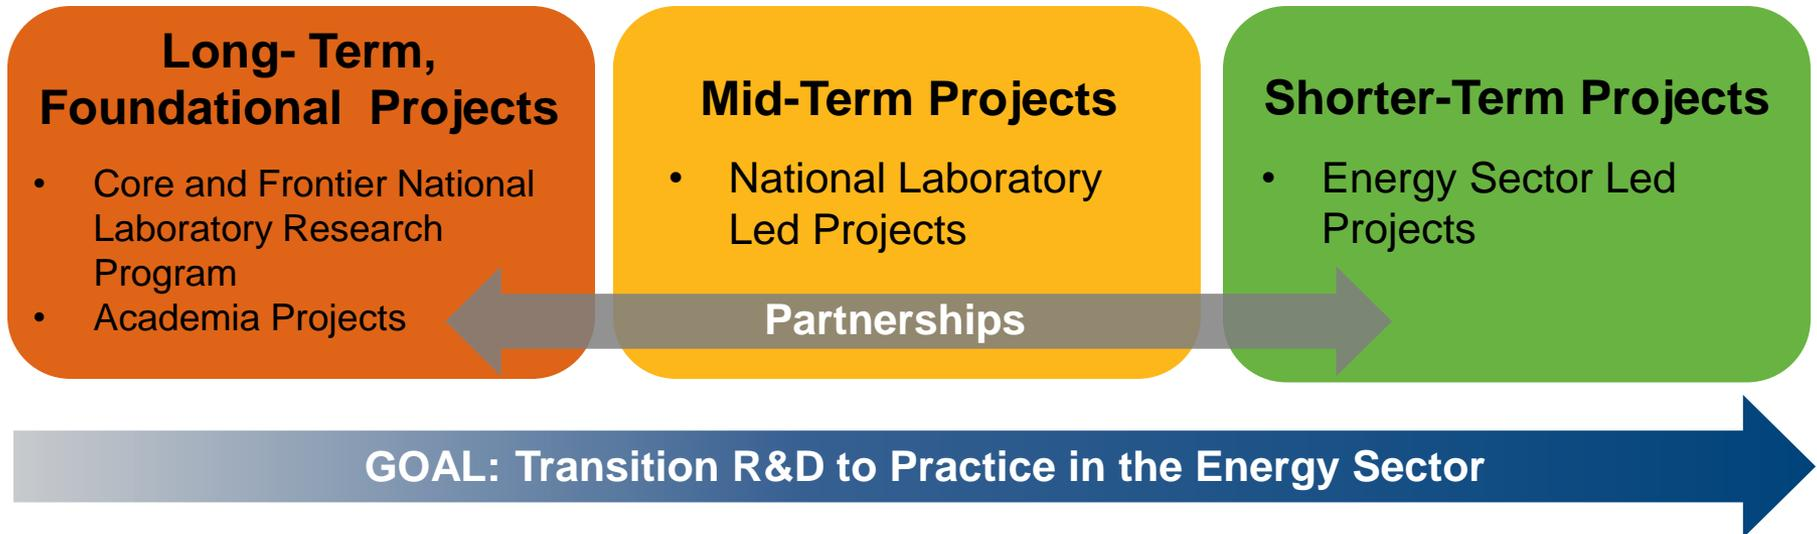 Long- Term,
Foundational  Projects
• Core and Frontier National
Laboratory Research
Program
• Academia Projects
Mid-Term Projects
• National Laboratory
Led Projects
Shorter-Term Projects
• Energy Sector Led
Projects
Partnerships
GOAL: Transition R&D to Practice in the Energy Sector